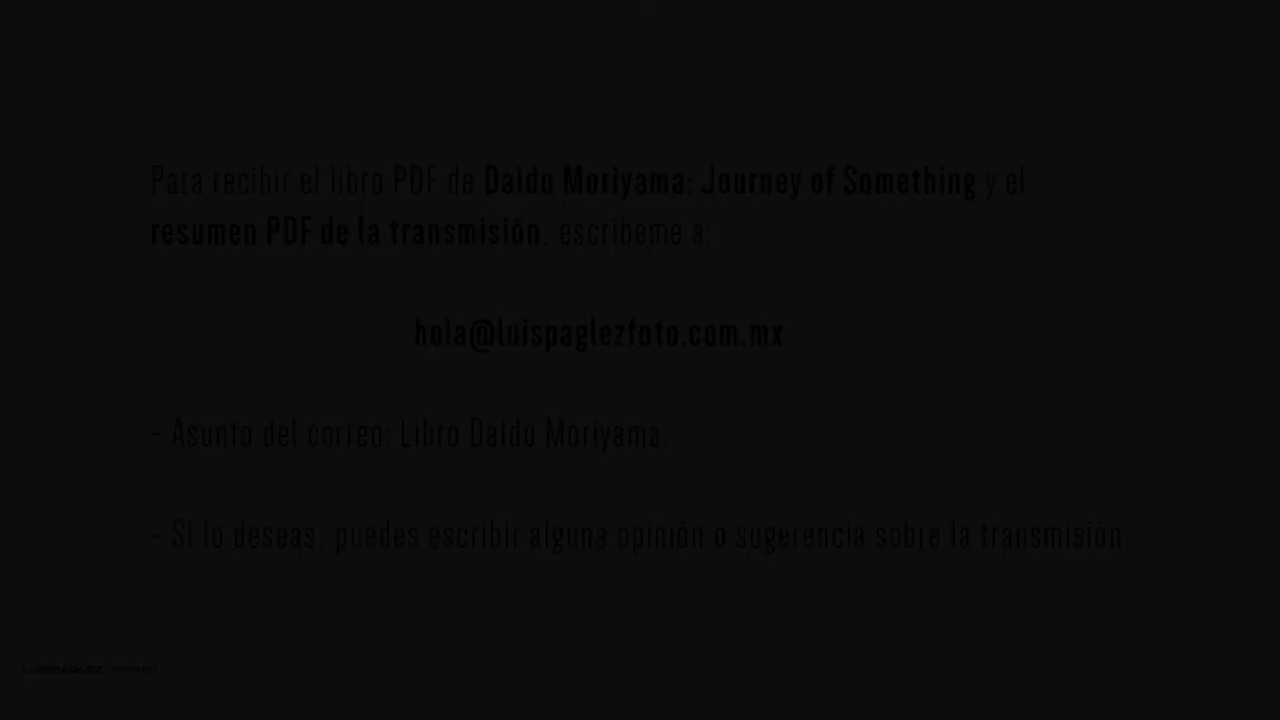 Para recibir el libro PDF de Daido Moriyama: Journey of Something y el
resumen PDF de la transmisión, escríbeme a:
hola@luispaglezfoto.com.mx
- Asunto del correo: Libro Daido Moriyama.
- Si lo deseas, puedes escribir alguna opinión o sugerencia sobre la transmisión.